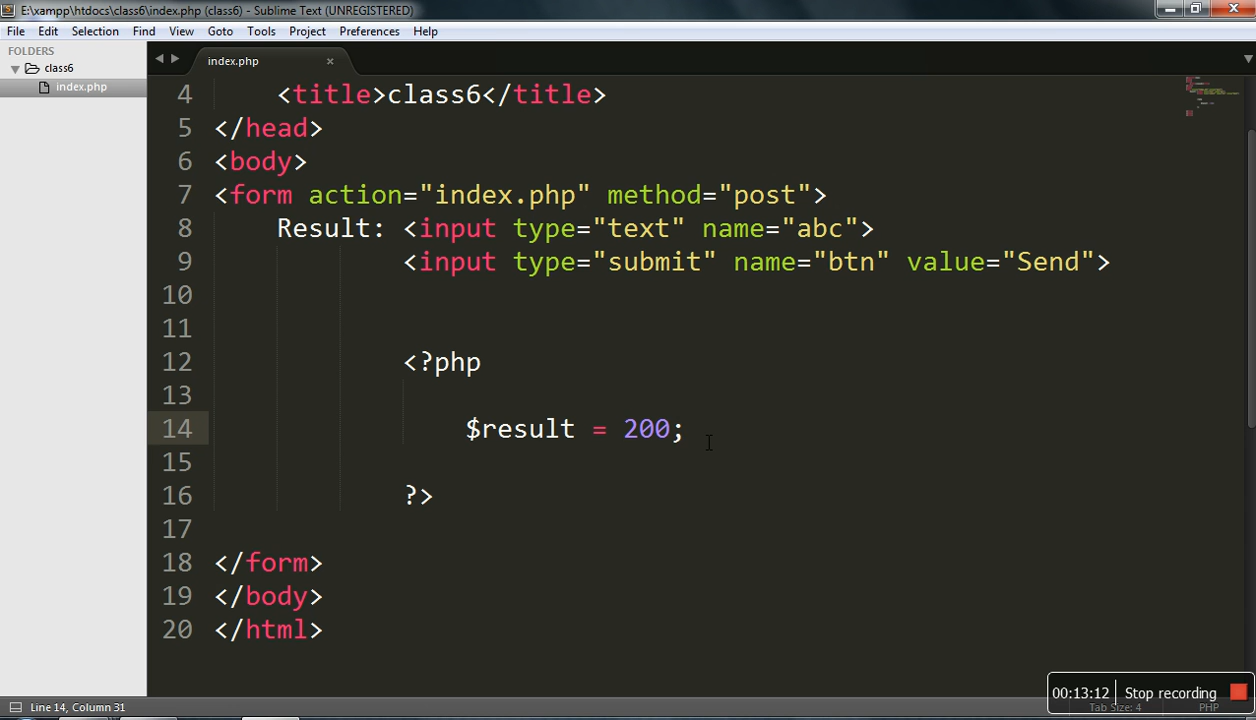 E:\xampp\htdocs\class6\index.php (class6) - Sublime Text (UNREGISTERED)
File Edit Selection Find View Goto Tools Project Preferences Help
FOLDERS
class6
index.php
index.php
4 <title>class6</title>
5 </head>
6 <body>
7 <form action="index.php" method="post">
8 Result: <input type="text" name="abc">
9 <input type="submit" name="btn" value="Send">
10
11
12 <?php
13
14 $result = 200;
15
16 ?>
17
18 </form>
19 </body>
20 </html>
00:13:12 Stop recording
Line 14, Column 31
Tab Size: 4 PHP